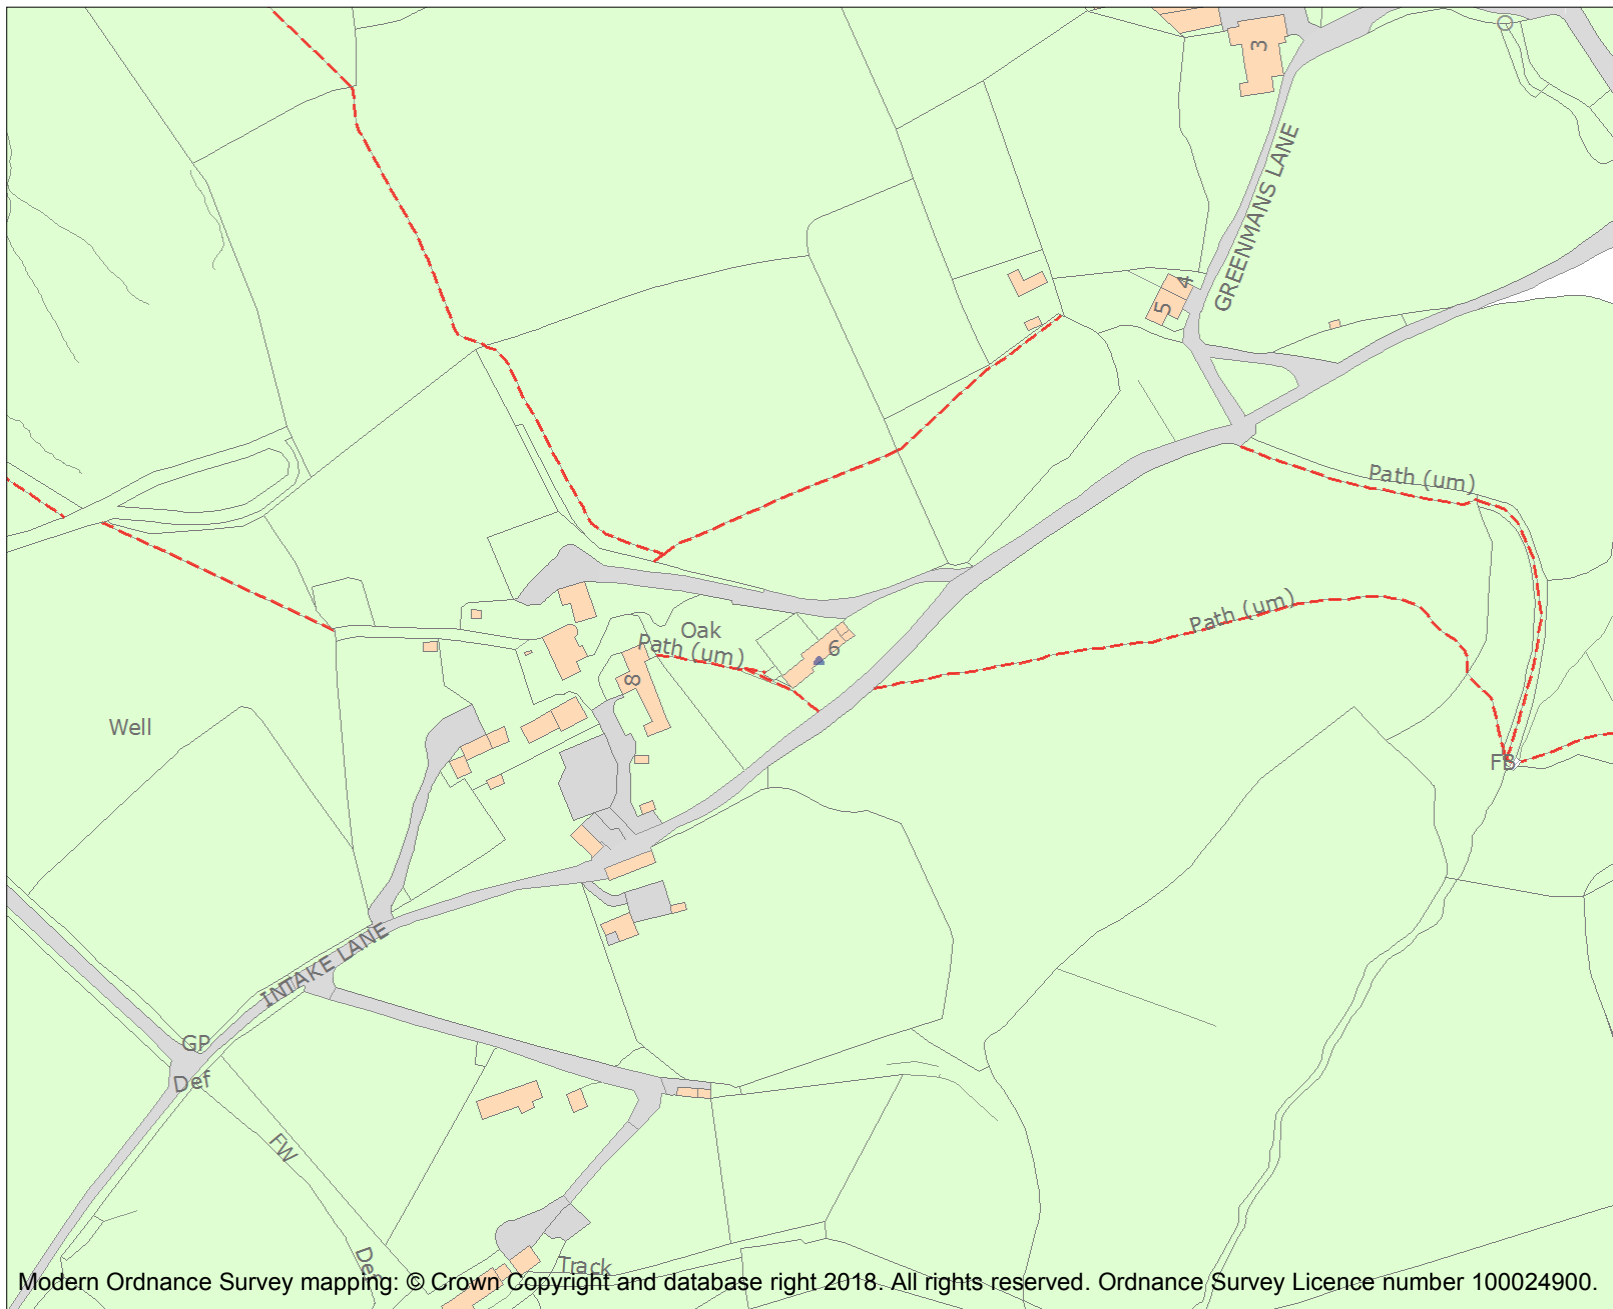 3
GREENMANS LANE
4
5
Path (um)
Path (um)
Oak
Path (um)
6
8
Well
FB
INTAKE LANE
GP
Def
FW
Def
Track
Modern Ordnance Survey mapping: © Crown Copyright and database right 2018. All rights reserved. Ordnance Survey Licence number 100024900.